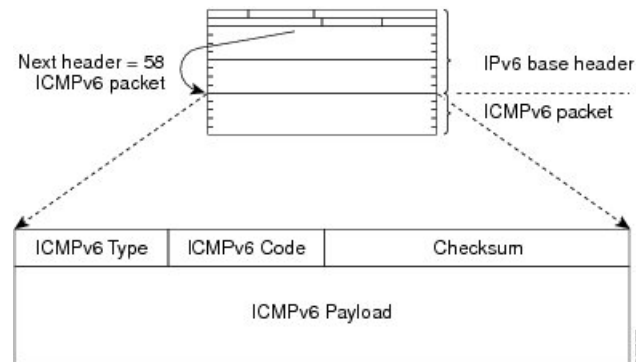 Next header = 58
ICMPv6 packet
IPv6 base header
ICMPv6 packet
ICMPv6 Type
ICMPv6 Code
Checksum
ICMPv6 Payload